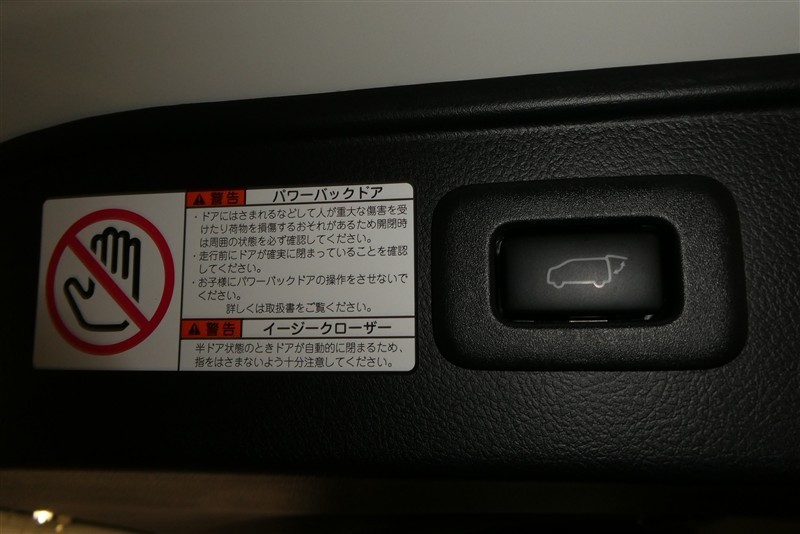 警告 パワーバックドア
・ドアにはさまれるなどして人が重大な傷害を受
けたり荷物を損傷するおそれがあるため開閉時
は周囲の状態を必ず確認してください。
・走行前にドアが確実に閉まっていることを確認
してください。
・お子様にパワーバックドアの操作をさせないで
ください。
詳しくは取扱書をご覧ください。
警告 イージークローザー
半ドア状態のときドアが自動的に閉まるため、
指をはさまないよう十分注意してください。